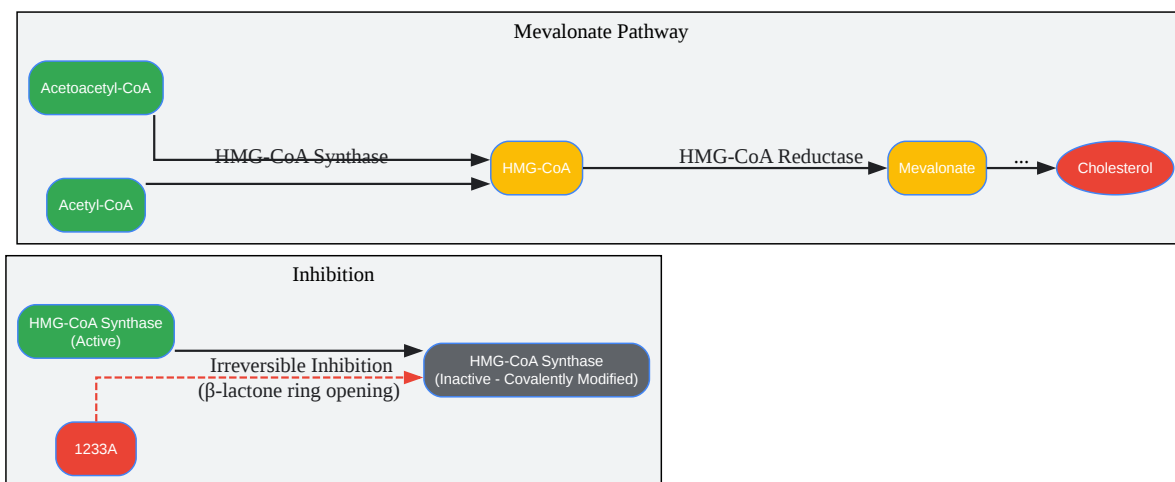 Mevalonate Pathway
Acetoacetyl-CoA
HMG-CoA Synthase
Acetyl-CoA
HMG-CoA
HMG-CoA Reductase
Mevalonate
...
Cholesterol
Inhibition
HMG-CoA Synthase
(Active)
Irreversible Inhibition
(β-lactone ring opening)
HMG-CoA Synthase
(Inactive - Covalently Modified)
1233A